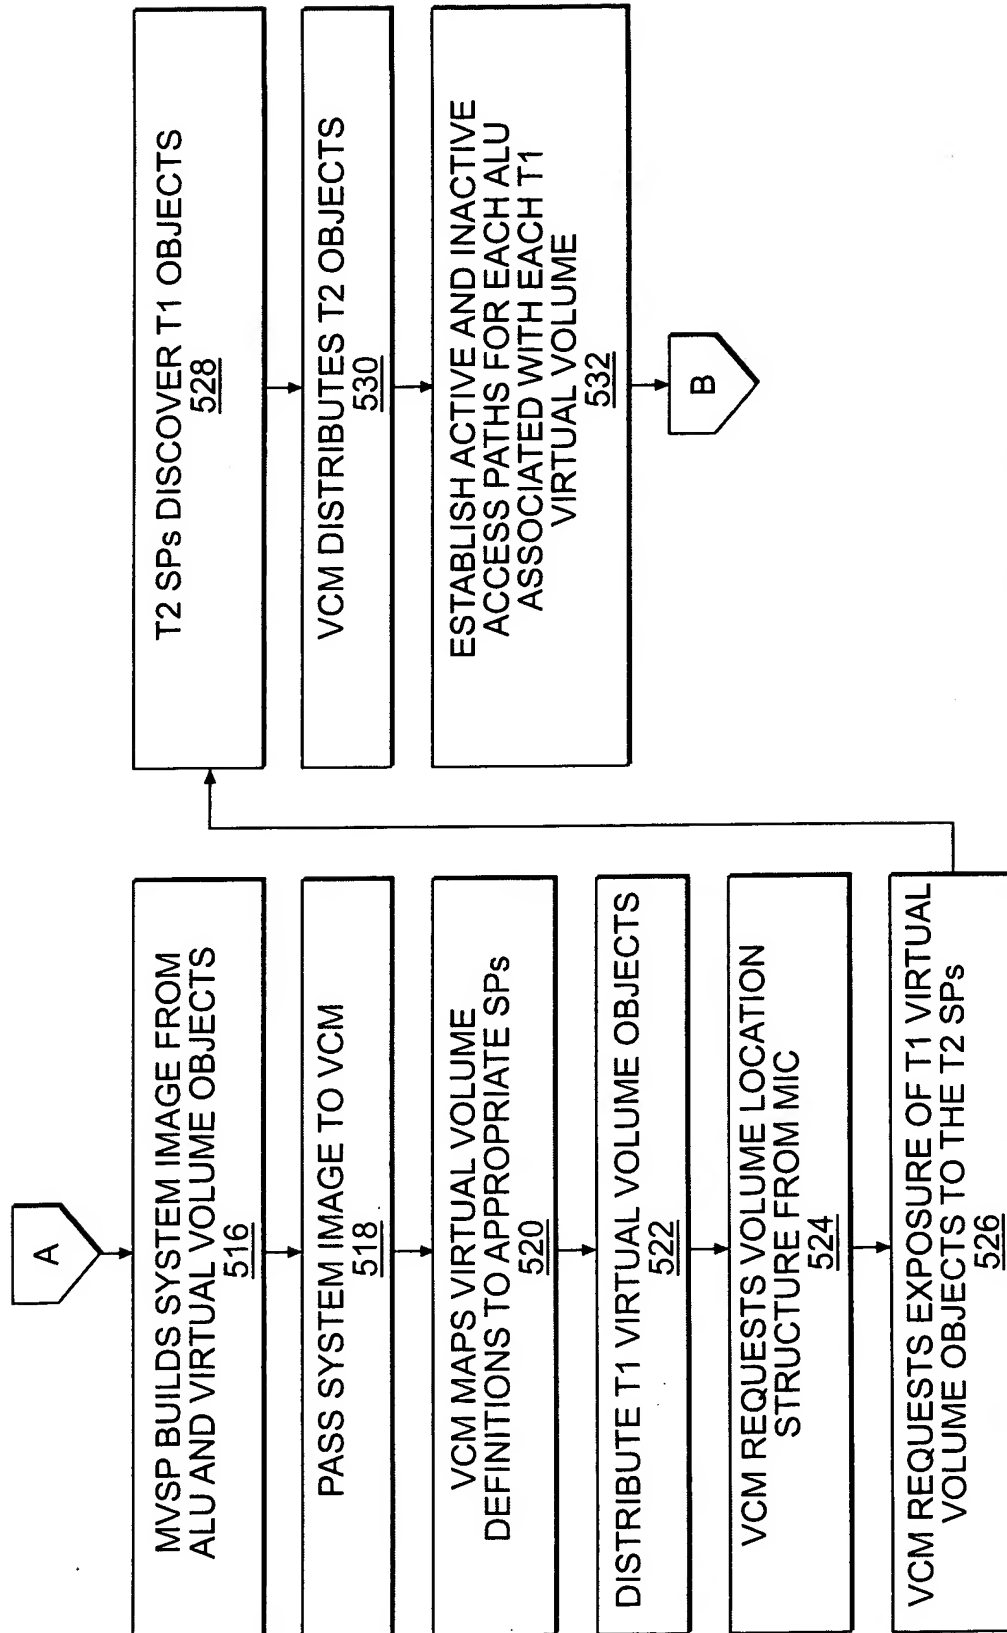 A
MVSP BUILDS SYSTEM IMAGE FROM
ALU AND VIRTUAL VOLUME OBJECTS
516
PASS SYSTEM IMAGE TO VCM
518
VCM MAPS VIRTUAL VOLUME
DEFINITIONS TO APPROPRIATE SPs
520
DISTRIBUTE T1 VIRTUAL VOLUME OBJECTS
522
VCM REQUESTS VOLUME LOCATION
STRUCTURE FROM MIC
524
VCM REQUESTS EXPOSURE OF T1 VIRTUAL
VOLUME OBJECTS TO THE T2 SPs
526
T2 SPs DISCOVER T1 OBJECTS
528
VCM DISTRIBUTES T2 OBJECTS
530
ESTABLISH ACTIVE AND INACTIVE
ACCESS PATHS FOR EACH ALU
ASSOCIATED WITH EACH T1
VIRTUAL VOLUME
532
B